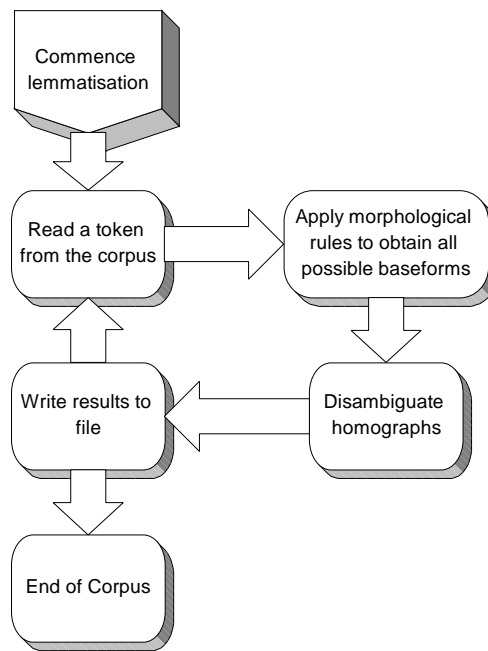 Commence
lemmatisation
Read a token
from the corpus
Apply morphological
rules to obtain all
possible baseforms
Write results to
file
Disambiguate
homographs
End of Corpus